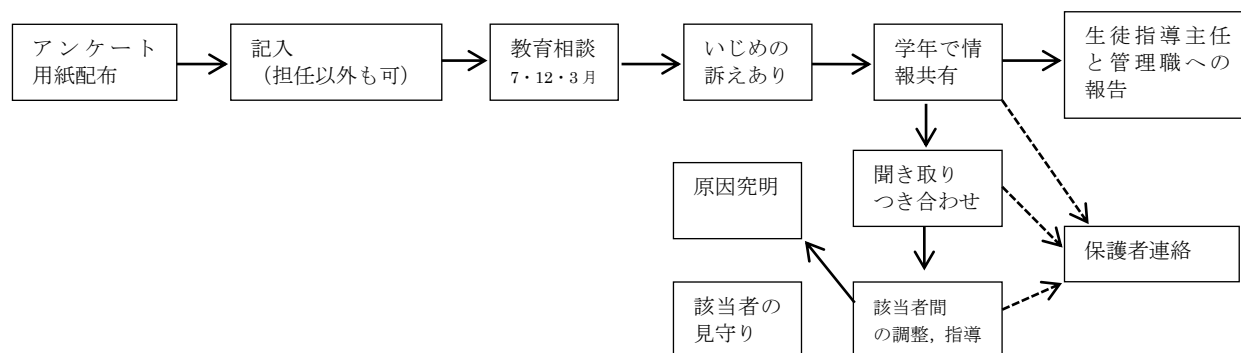 アンケート
用紙配布
記入
（担任以外も可）
教育相談
7・12・3月
いじめの
訴えあり
学年で情
報共有
生徒指導主任
と管理職への
報告
原因究明
聞き取り
つき合わせ
保護者連絡
該当者の
見守り
該当者間
の調整，指導